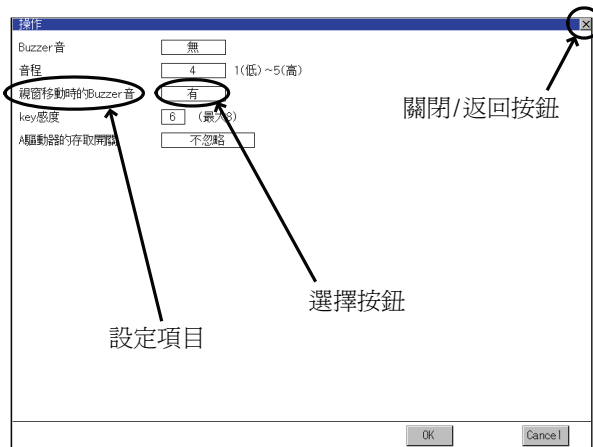 操作
×
Buzzer音 無
音程 4 1(低)~5(高)
視窗移動時的Buzzer音 有
key感度 6 (最大8)
A驅動器的存取開關 不忽略
關閉/返回按鈕
選擇按鈕
設定項目
OK Cancel